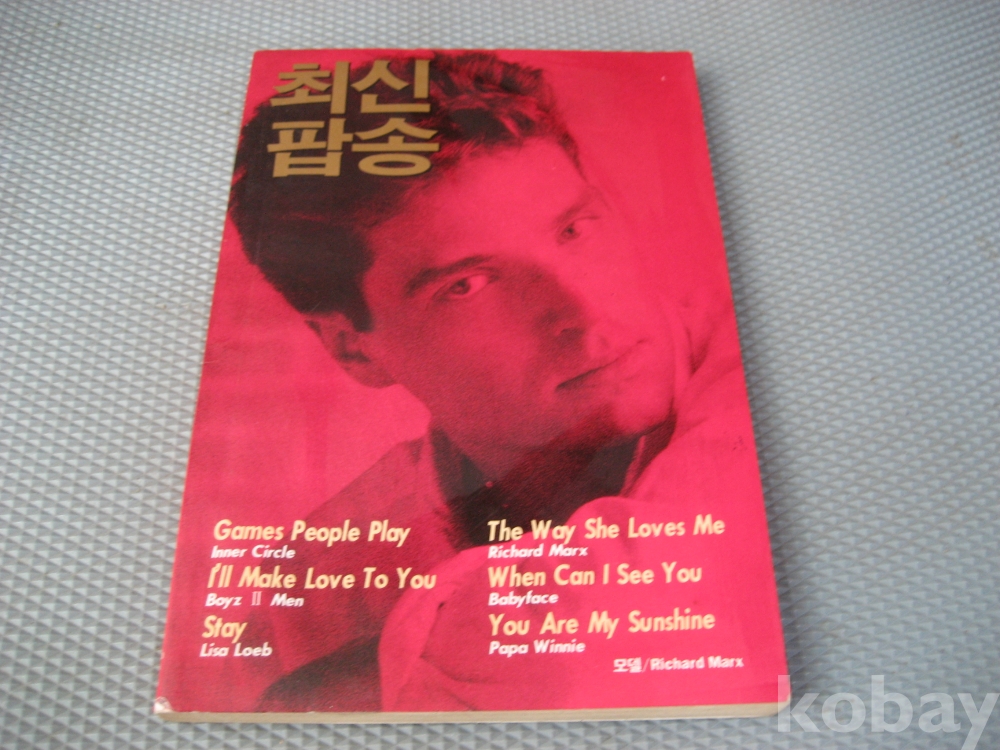 최신
팝송
Games People Play
Inner Circle
I'll Make Love To You
Boyz II Men
Stay
Lisa Loeb
The Way She Loves Me
Richard Marx
When Can I See You
Babyface
You Are My Sunshine
Papa Winnie
모델/Richard Marx
kobay